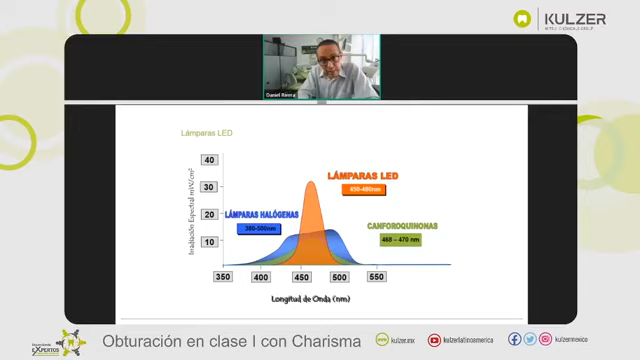 KULZER
MITSUI CHEMICALS GROUP
Daniel Rivera
Lámparas LED
40
30
20
10
Irradiación Espectral mW/cm²
LÁMPARAS LED
450-480nm
LÁMPARAS HALÓGENAS
380-500nm
CANFOROQUINONAS
468 – 470 nm
350 400 450 500 550
Longitud de Onda (nm)
EXPERTOS
Obturación en clase I con Charisma
kulzer.mx
kulzerlatinoamerica
kulzermexico